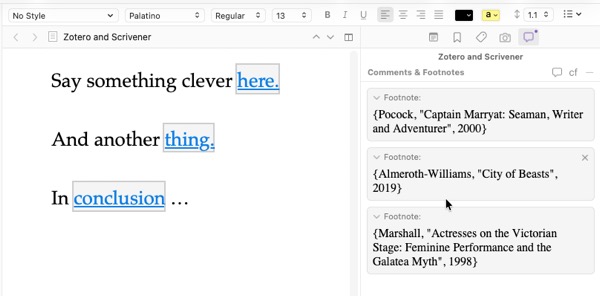 No Style Palatino Regular 13 B I U a 1.1
Zotero and Scrivener
Say something clever here.
And another thing.
In conclusion …
Zotero and Scrivener
Comments & Footnotes cf
Footnote:
{Pocock, "Captain Marryat: Seaman, Writer
and Adventurer", 2000}
Footnote:
{Almeroth-Williams, "City of Beasts",
2019}
Footnote:
{Marshall, "Actresses on the Victorian
Stage: Feminine Performance and the
Galatea Myth", 1998}